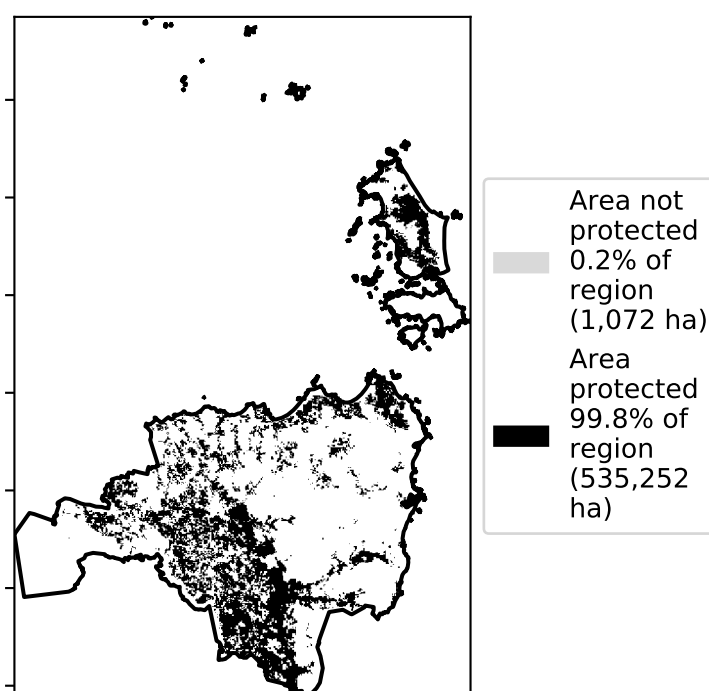 Area not
protected
0.2% of
region
(1,072 ha)
Area
protected
99.8% of
region
(535,252
ha)